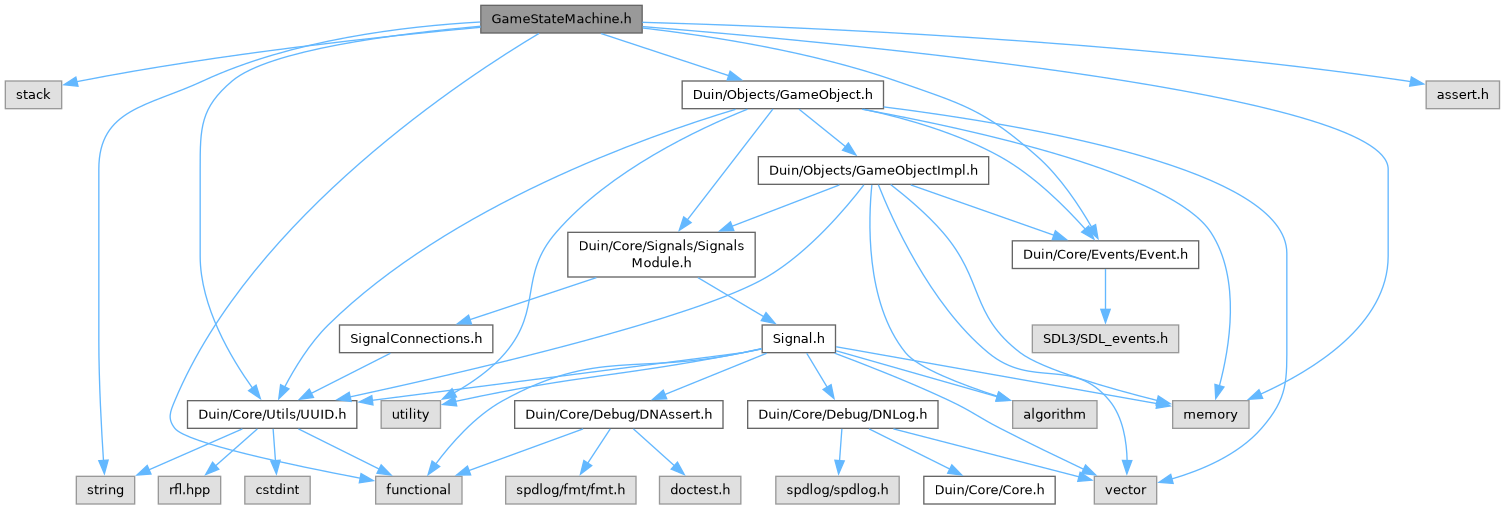 GameStateMachine.h
stack
Duin/Objects/GameObject.h
assert.h
Duin/Objects/GameObjectImpl.h
Duin/Core/Signals/Signals
Module.h
Duin/Core/Events/Event.h
SignalConnections.h
Signal.h
SDL3/SDL_events.h
Duin/Core/Utils/UUID.h
utility
Duin/Core/Debug/DNAssert.h
Duin/Core/Debug/DNLog.h
algorithm
memory
string
rfl.hpp
cstdint
functional
spdlog/fmt/fmt.h
doctest.h
spdlog/spdlog.h
Duin/Core/Core.h
vector